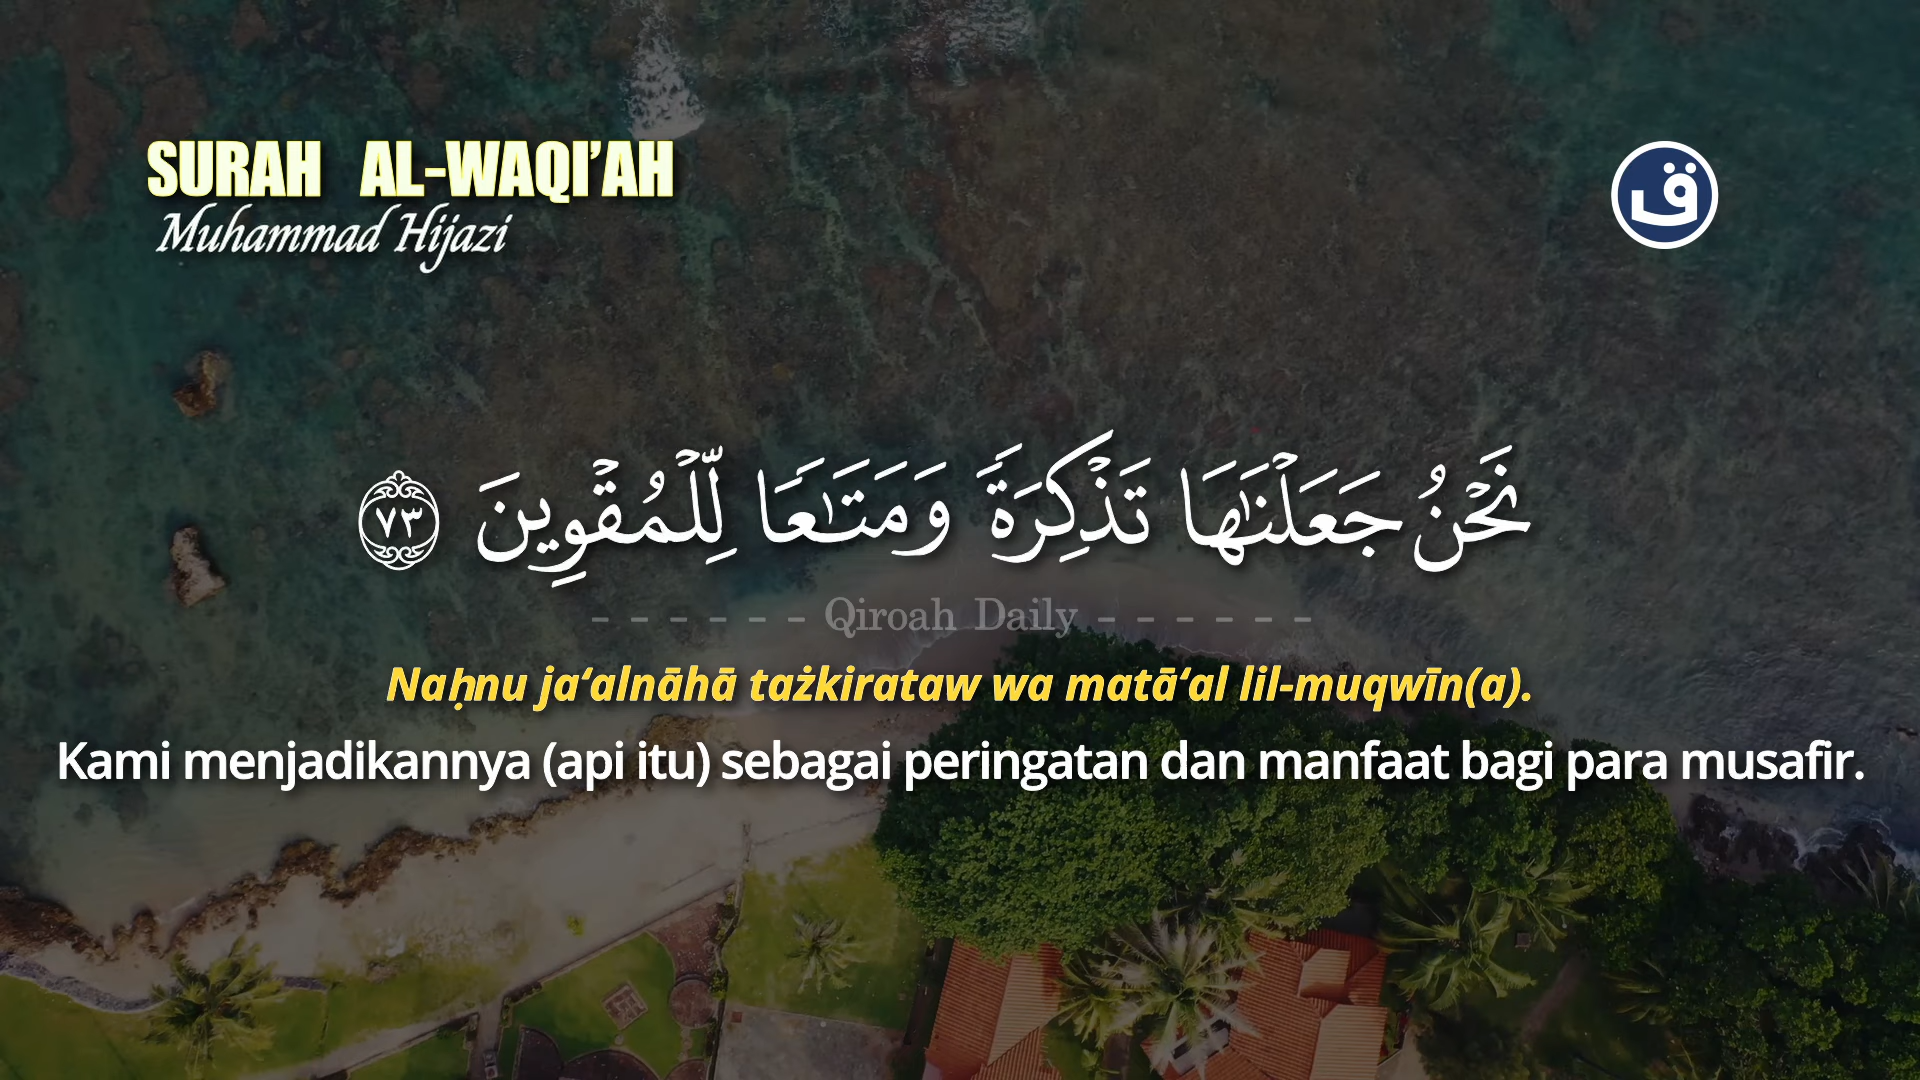 SURAH AL-WAQI’AH
Muhammad Hijazi
ق
نَحْنُ جَعَلْنَٰهَا تَذْكِرَةً وَمَتَٰعًا لِّلْمُقْوِينَ ٧٣
- - - - - - Qiroah Daily - - - - - -
Naḥnu ja‘alnāhā tażkirataw wa matā‘al lil-muqwīn(a).
Kami menjadikannya (api itu) sebagai peringatan dan manfaat bagi para musafir.